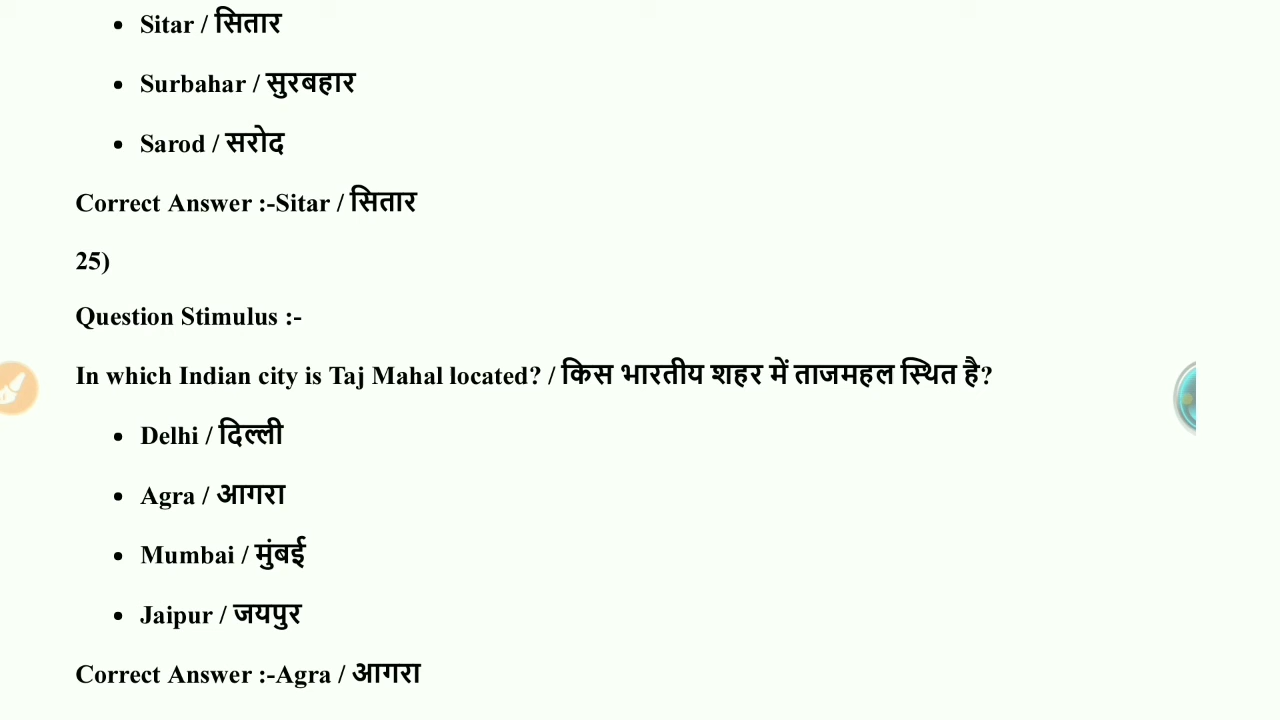 Sitar / सितार
Surbahar / सुरबहार
Sarod / सरोद
Correct Answer :-Sitar / सितार
25)
Question Stimulus :-
In which Indian city is Taj Mahal located? / किस भारतीय शहर में ताजमहल स्थित है?
Delhi / दिल्ली
Agra / आगरा
Mumbai / मुंबई
Jaipur / जयपुर
Correct Answer :-Agra / आगरा